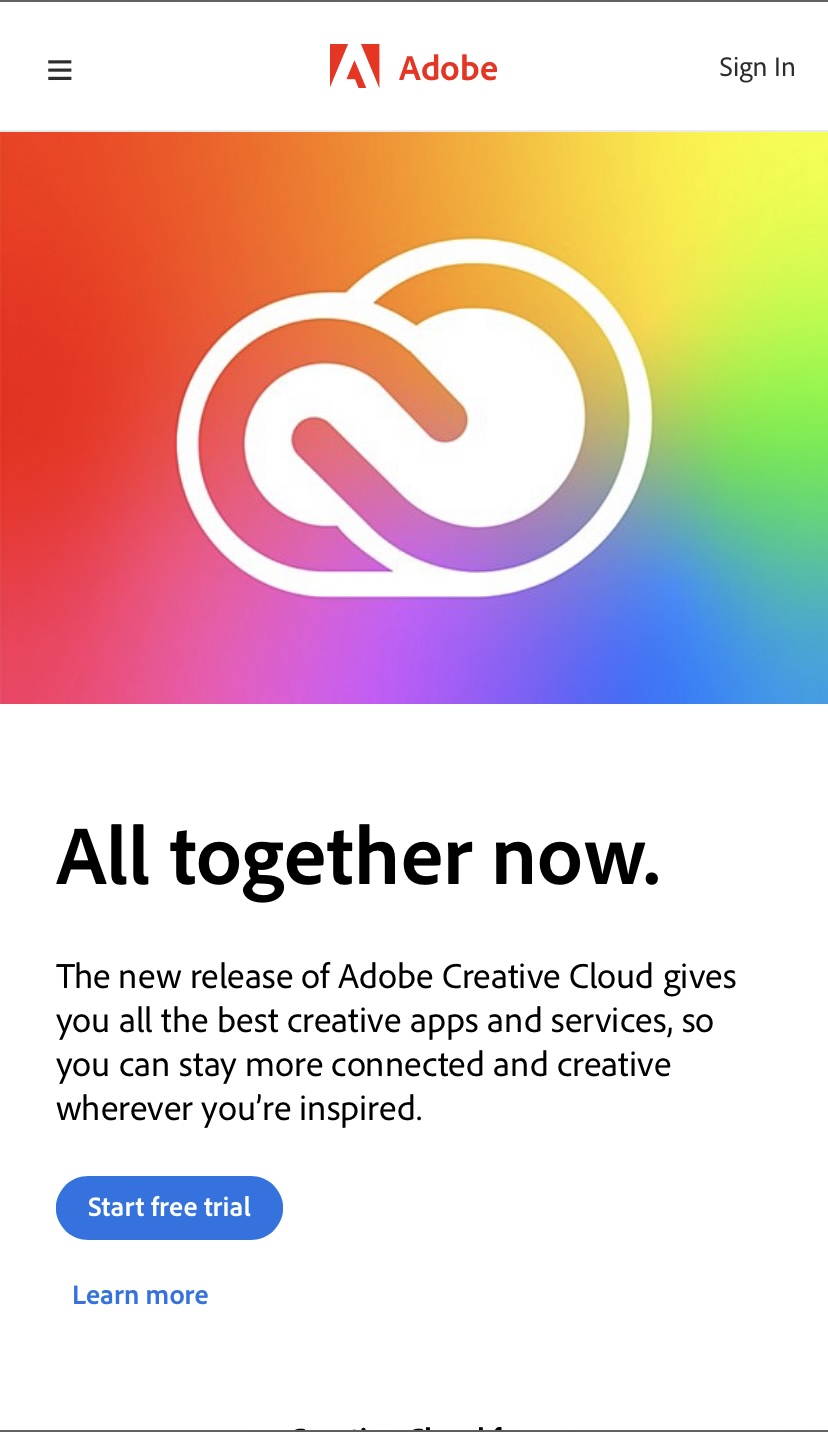 Adobe
Sign In
All together now.
The new release of Adobe Creative Cloud gives
you all the best creative apps and services, so
you can stay more connected and creative
wherever you’re inspired.
Start free trial
Learn more